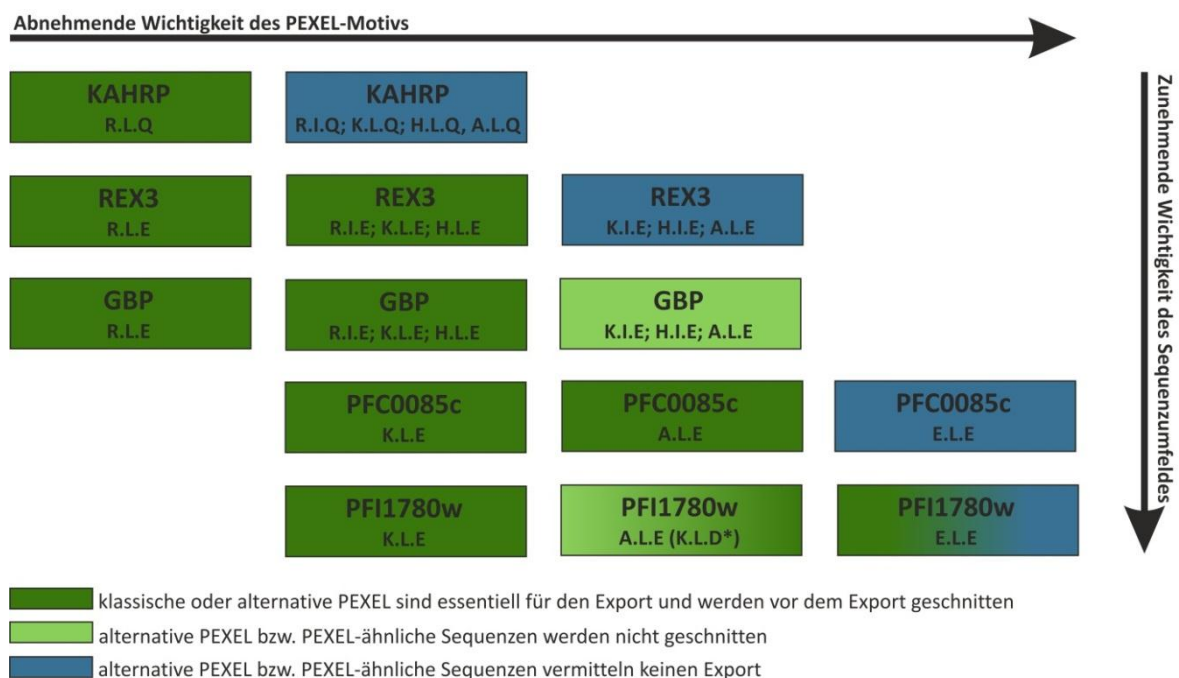 Abnehmende Wichtigkeit des PEXEL-Motivs
Zunehmende Wichtigkeit des Sequenzumfeldes
KAHRP
R.L.Q
KAHRP
R.I.Q; K.L.Q; H.L.Q, A.L.Q
REX3
R.L.E
REX3
R.I.E; K.L.E; H.L.E
REX3
K.I.E; H.I.E; A.L.E
GBP
R.L.E
GBP
R.I.E; K.L.E; H.L.E
GBP
K.I.E; H.I.E; A.L.E
PFC0085c
K.L.E
PFC0085c
A.L.E
PFC0085c
E.L.E
PFI1780w
K.L.E
PFI1780w
A.L.E (K.L.D*)
PFI1780w
E.L.E
klassische oder alternative PEXEL sind essentiell für den Export und werden vor dem Export geschnitten
alternative PEXEL bzw. PEXEL-ähnliche Sequenzen werden nicht geschnitten
alternative PEXEL bzw. PEXEL-ähnliche Sequenzen vermitteln keinen Export